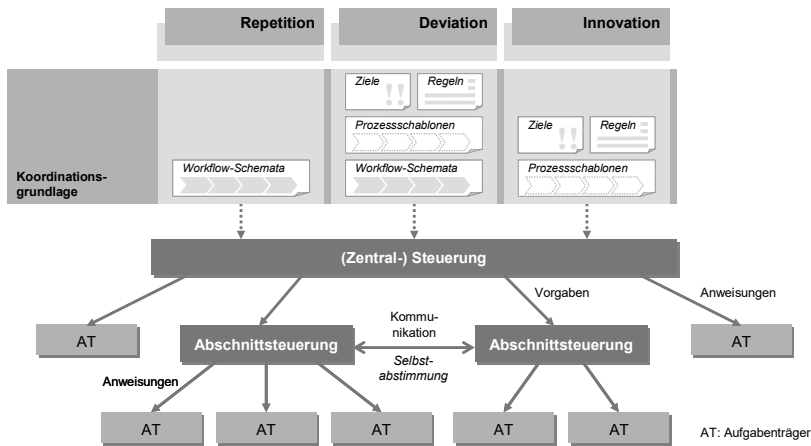 Repetition
Deviation
Innovation
Ziele
!!
Regeln
Prozessschablonen
Ziele
!!
Regeln
Koordinations-
grundlage
Workflow-Schemata
Workflow-Schemata
Prozessschablonen
(Zentral-) Steuerung
Vorgaben
Anweisungen
AT
Abschnittsteuerung
Kommu-
nikation
Selbst-
abstimmung
Abschnittsteuerung
AT
Anweisungen
AT
AT
AT
AT
AT
AT: Aufgabenträger